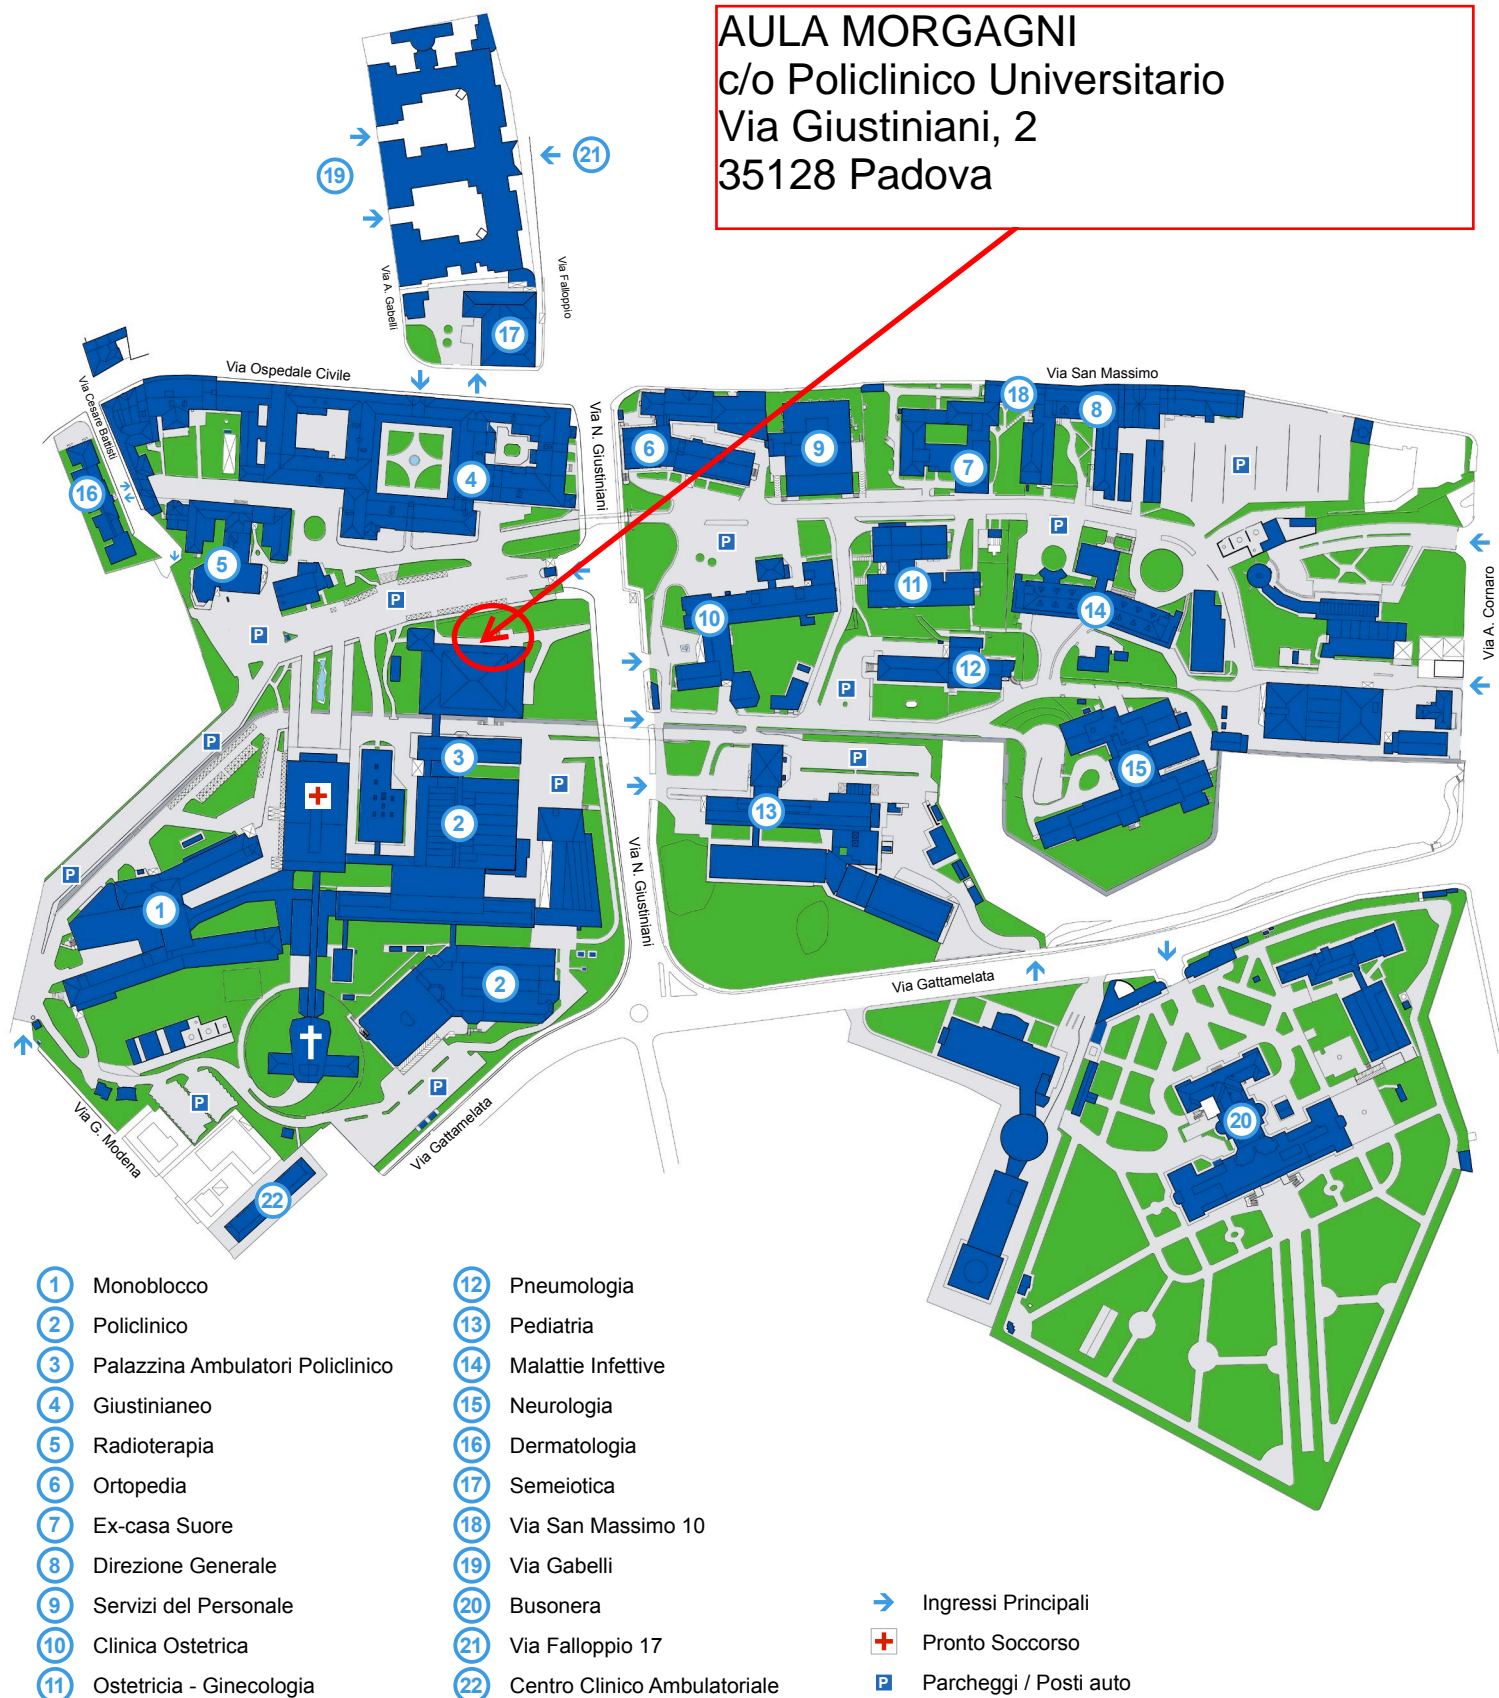 AULA MORGAGNI
c/o Policlinico Universitario
Via Giustiniani, 2
35128 Padova
19
21
Via A. Gabelli
Via Falloppio
17
Via Ospedale Civile
Via San Massimo
Via Cesare Battisti
Via N. Giustiniani
18
8
6
9
7
4
16
P
P
P
5
11
10
14
P
P
12
Via A. Cornaro
P
P
3
P
P
15
2
13
P
1
Via N. Giustiniani
2
Via Gattamelata
P
P
Via G. Modena
Via Gattamelata
20
22
1 Monoblocco
2 Policlinico
3 Palazzina Ambulatori Policlinico
4 Giustinianeo
5 Radioterapia
6 Ortopedia
7 Ex-casa Suore
8 Direzione Generale
9 Servizi del Personale
10 Clinica Ostetrica
11 Ostetricia - Ginecologia
12 Pneumologia
13 Pediatria
14 Malattie Infettive
15 Neurologia
16 Dermatologia
17 Semeiotica
18 Via San Massimo 10
19 Via Gabelli
20 Busonera
21 Via Falloppio 17
22 Centro Clinico Ambulatoriale
Ingressi Principali
Pronto Soccorso
P Parcheggi / Posti auto